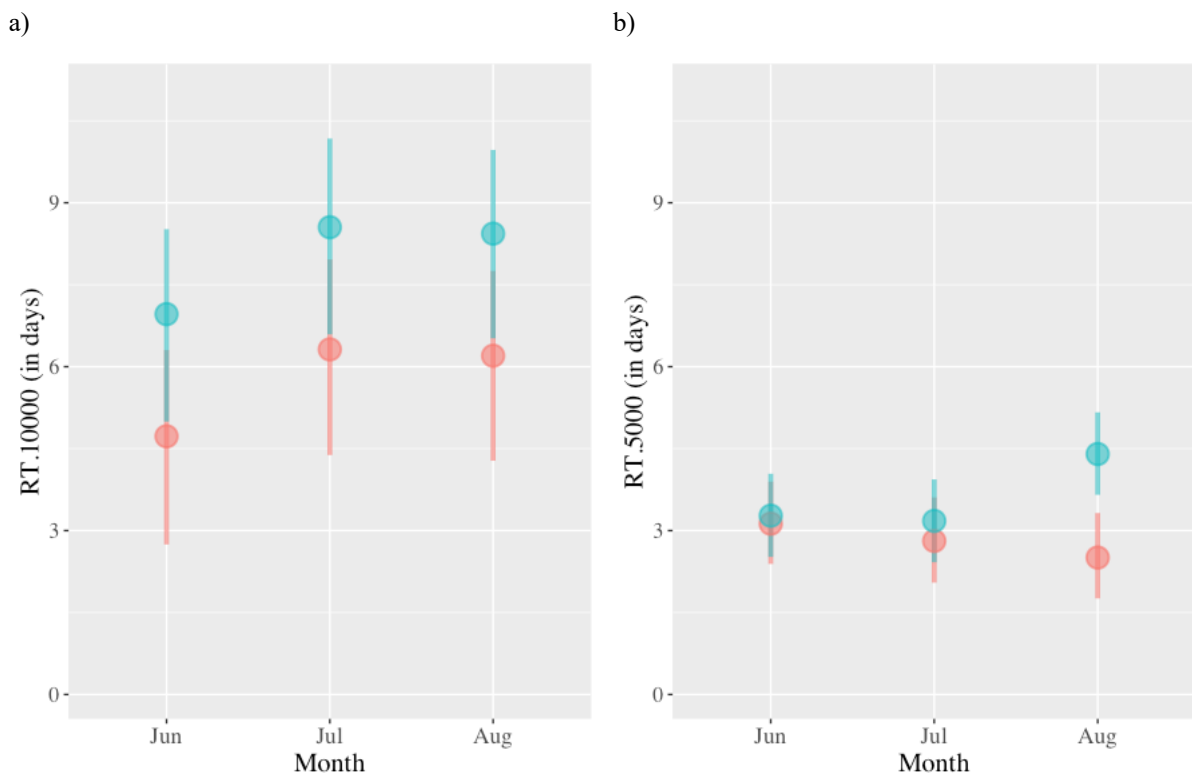 a)
RT.10000 (in days)
9
6
3
0
Jun Jul Aug
Month
b)
RT.5000 (in days)
9
6
3
0
Jun Jul Aug
Month